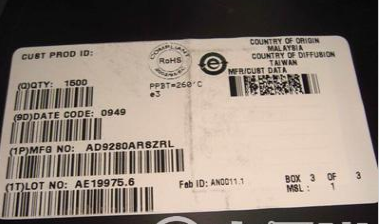 CUST PROD ID:
COMPLIANT
RoHS
COUNTRY OF ORIGIN
MALAYSIA
COUNTRY OF DIFFUSION
TAIWAN
MFR/CUST DATA
(Q)QTY: 1500
PPBT=260°C
e3
(9D)DATE CODE: 0949
(1P)MFG NO: AD9280ARSZRL
(1T)LOT NO: AE19975.6
Fab ID: AN0011.1
BOX 3 OF 3
MSL: 1